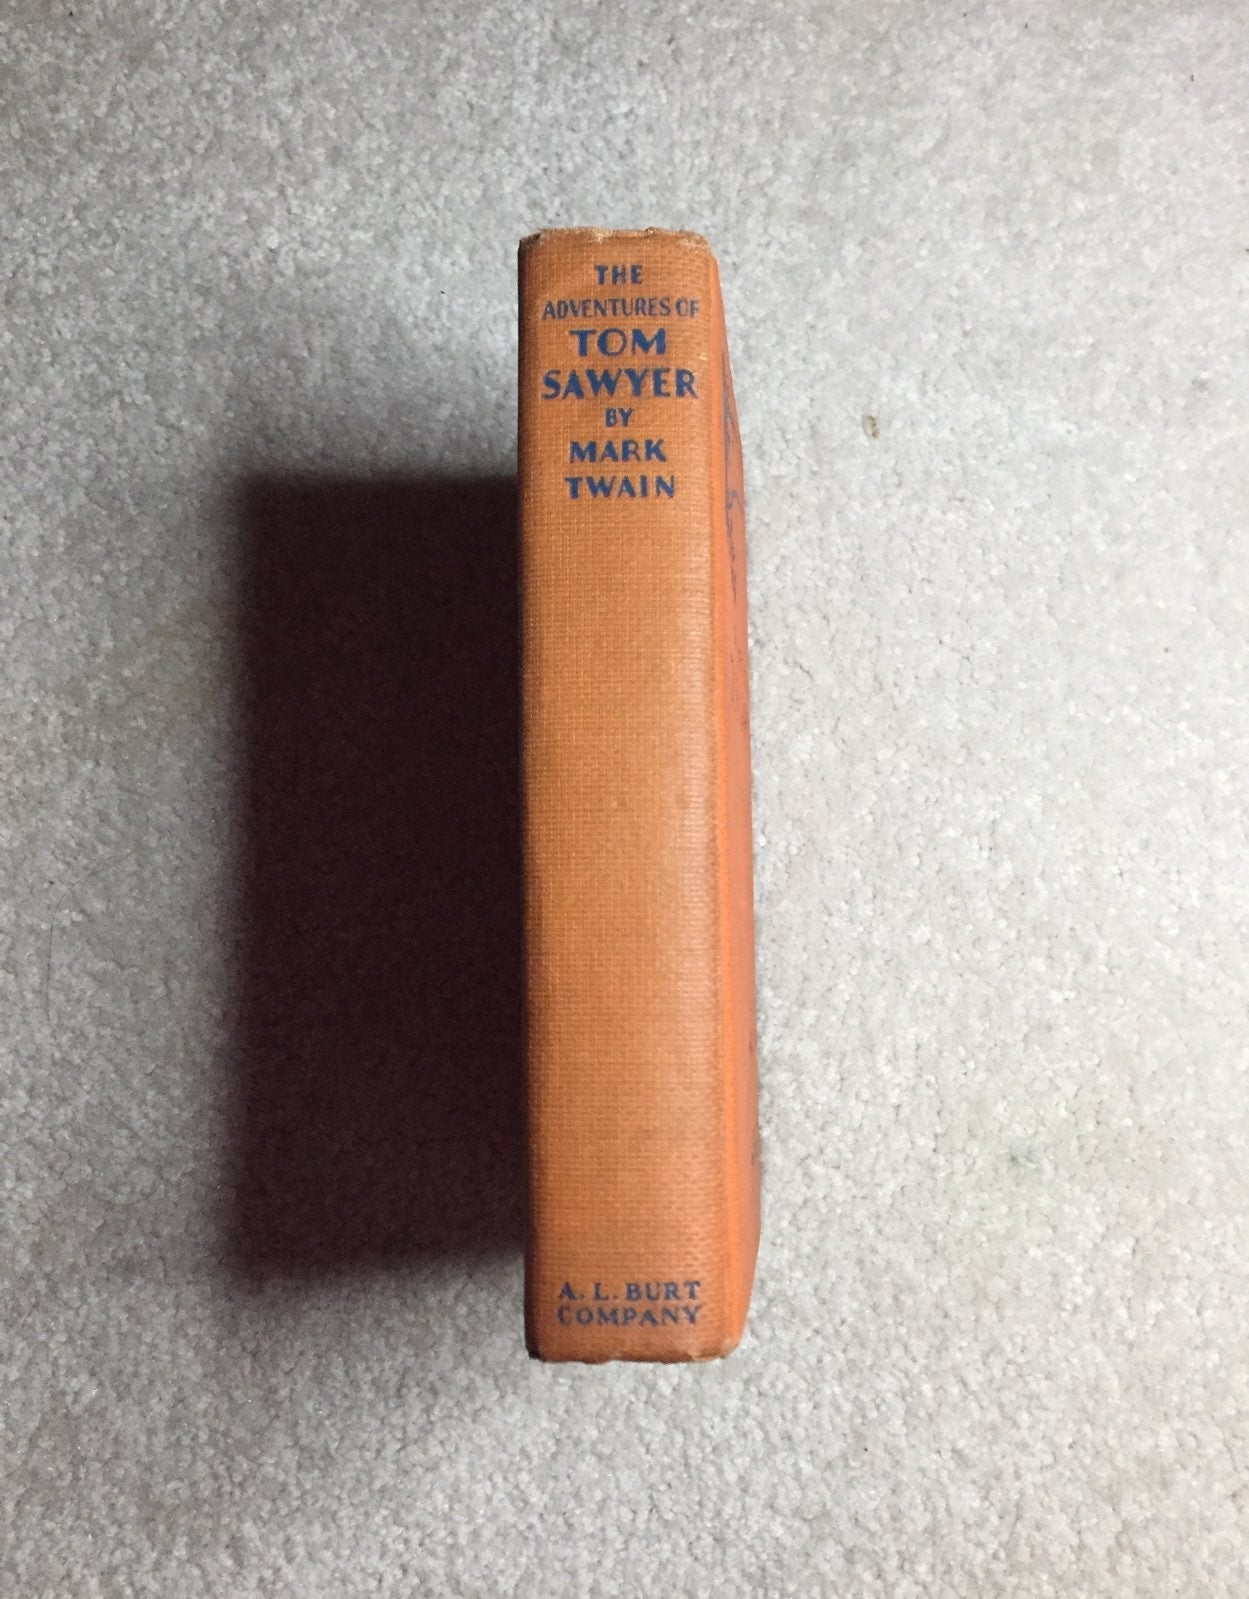 THE
ADVENTURES OF
TOM
SAWYER
BY
MARK
TWAIN
A. L. BURT
COMPANY